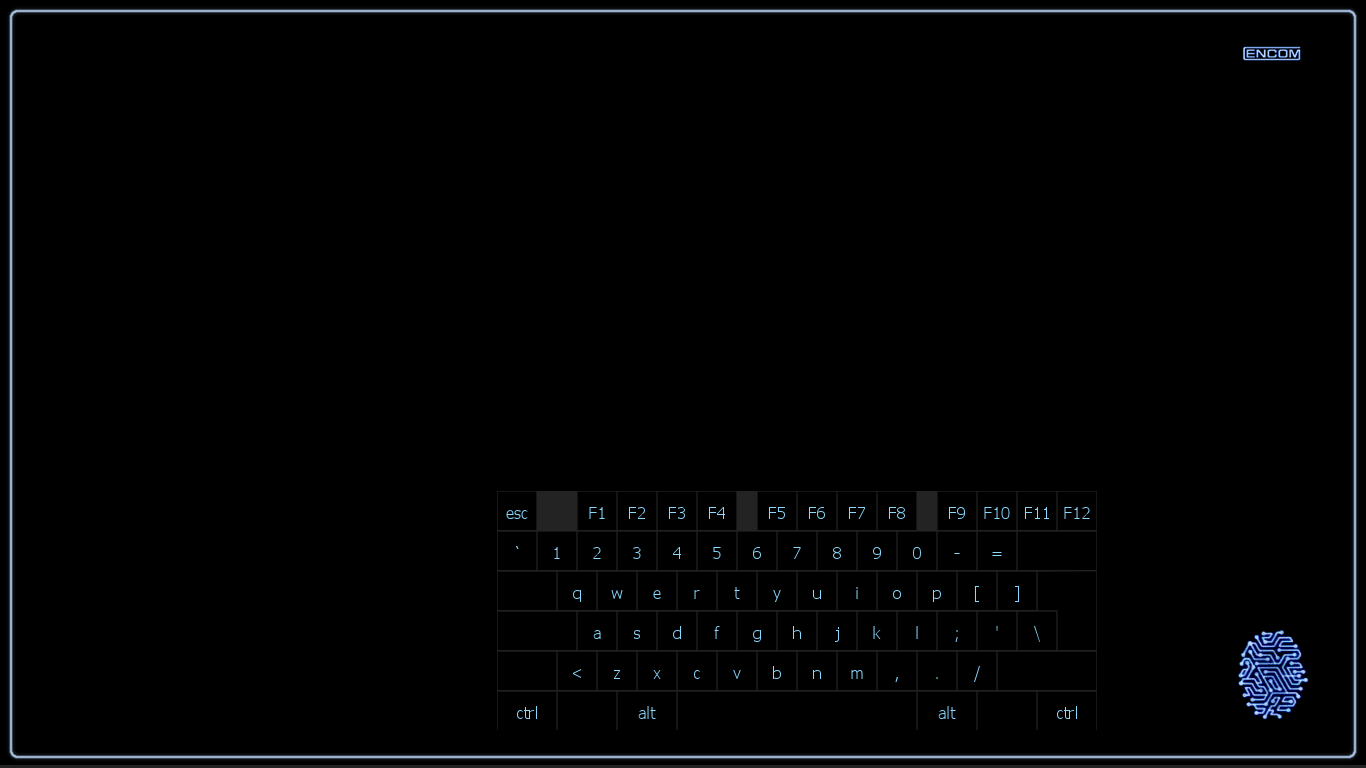 ENCOM
esc F1 F2 F3 F4 F5 F6 F7 F8 F9 F10 F11 F12
` 1 2 3 4 5 6 7 8 9 0 - =
q w e r t y u i o p [ ]
a s d f g h j k l ; ' \
< z x c v b n m , . /
ctrl alt alt ctrl